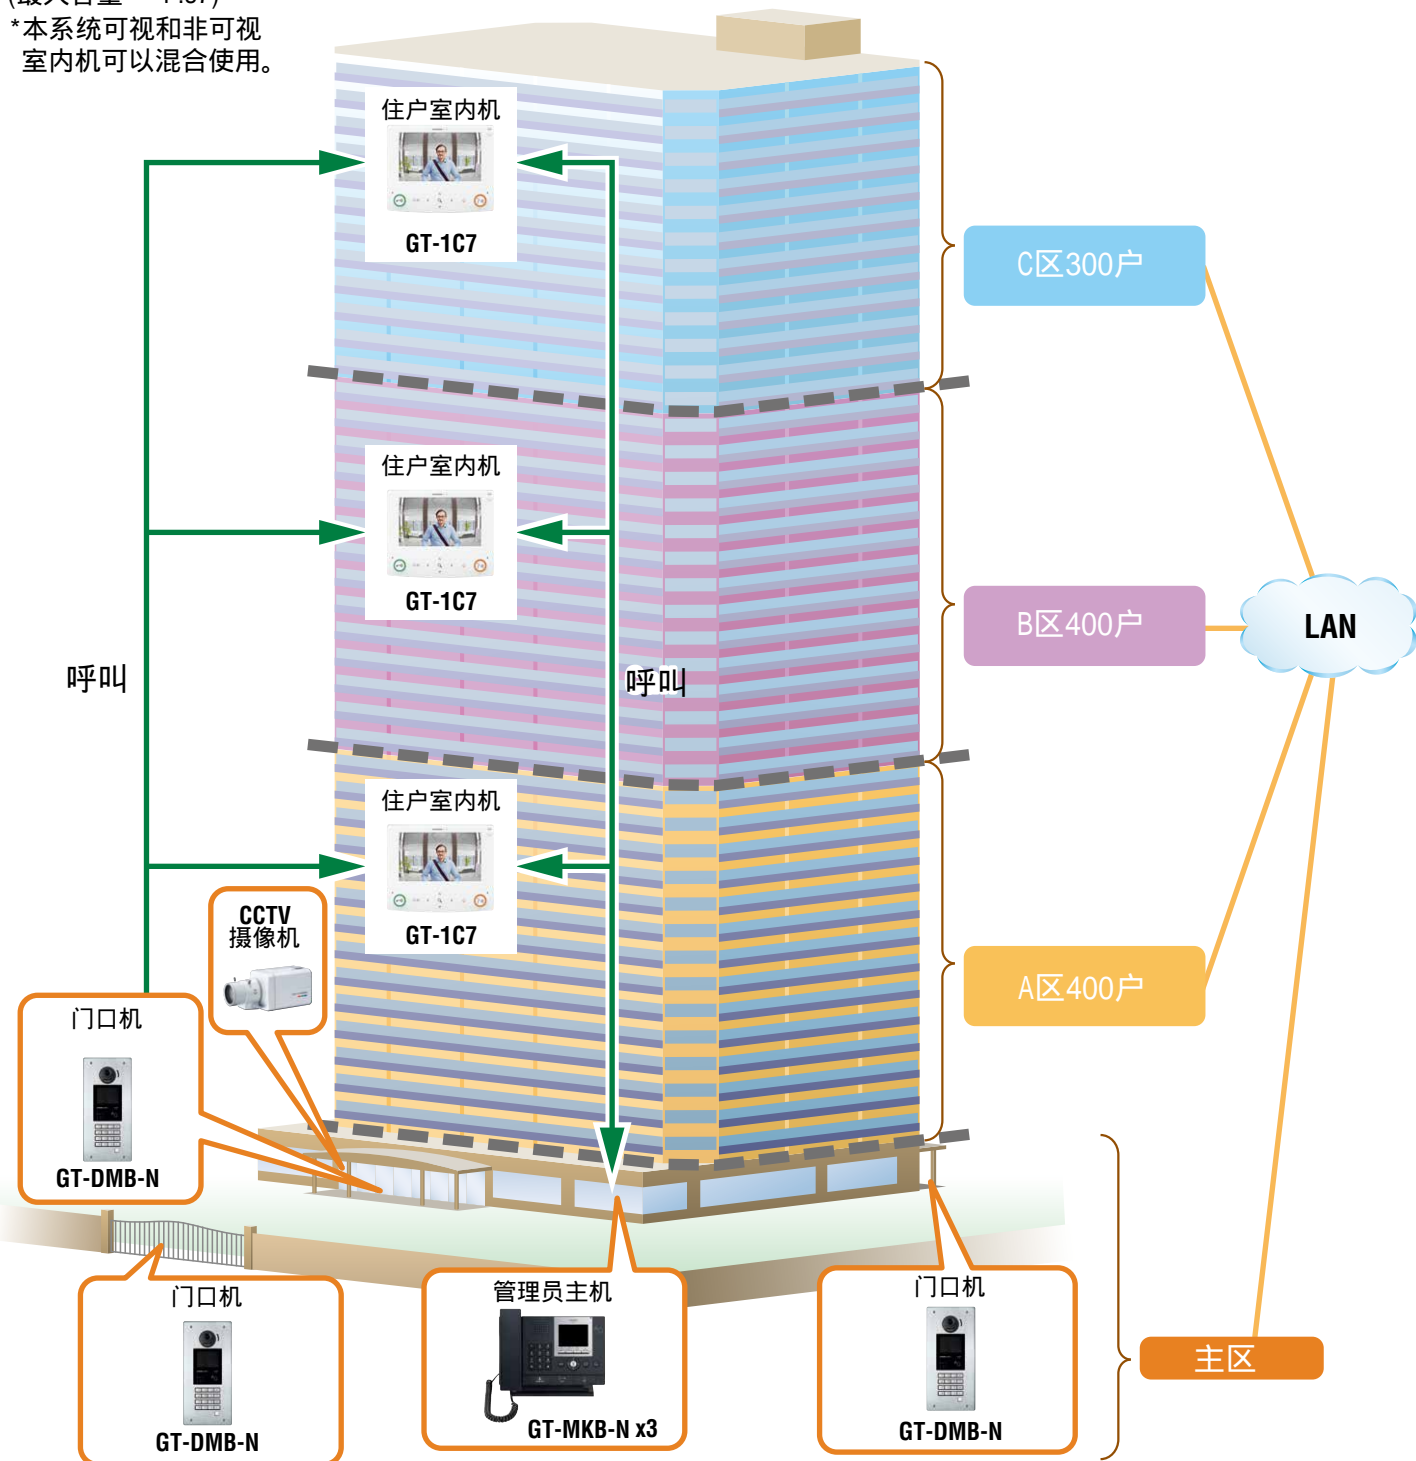 *本系统可视和非可视
室内机可以混合使用。
住户室内机
GT-1C7
C区300户
住户室内机
GT-1C7
B区400户
LAN
呼叫
呼叫
住户室内机
GT-1C7
CCTV
摄像机
A区400户
门口机
GT-DMB-N
门口机
GT-DMB-N
管理员主机
GT-MKB-N x3
门口机
GT-DMB-N
主区